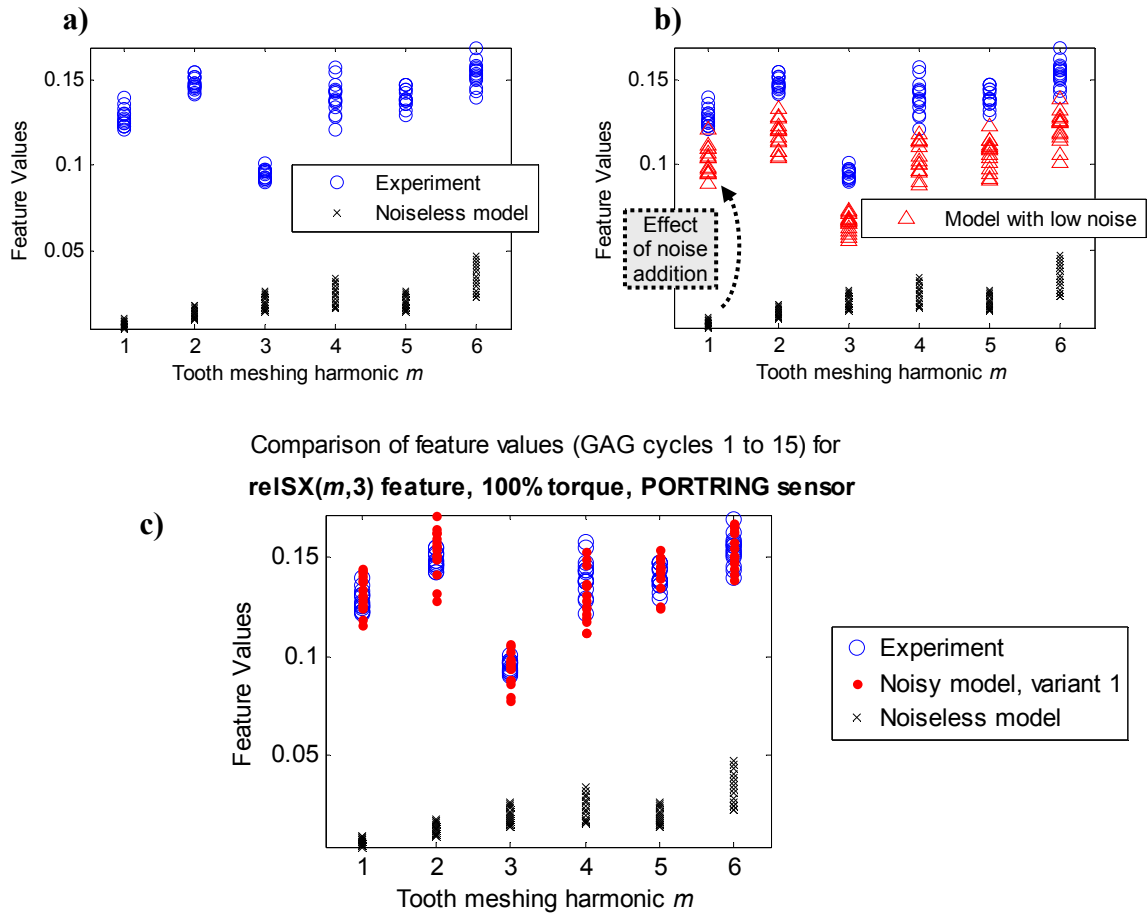 a)
0.15
0.1
0.05
Feature Values
Experiment
Noiseless model
1 2 3 4 5 6
Tooth meshing harmonic m
b)
0.15
0.1
0.05
Feature Values
Model with low noise
Effect
of noise
addition
1 2 3 4 5 6
Tooth meshing harmonic m
Comparison of feature values (GAG cycles 1 to 15) for
relSX(m,3) feature, 100% torque, PORTRING sensor
c)
0.15
0.1
0.05
Feature Values
1 2 3 4 5 6
Tooth meshing harmonic m
Experiment
Noisy model, variant 1
Noiseless model